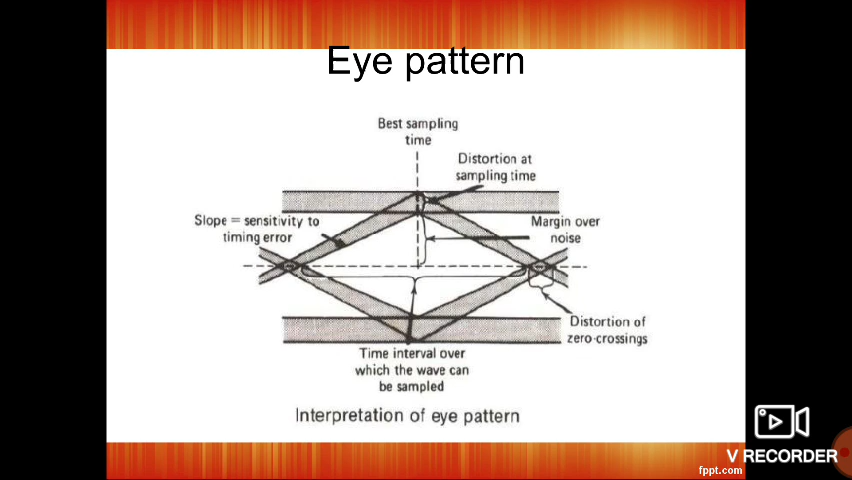 Eye pattern
Best sampling
time
Distortion at
sampling time
Slope = sensitivity to
timing error
Margin over
noise
Distortion of
zero-crossings
Time interval over
which the wave can
be sampled
Interpretation of eye pattern
V RECORDER
fppt.com